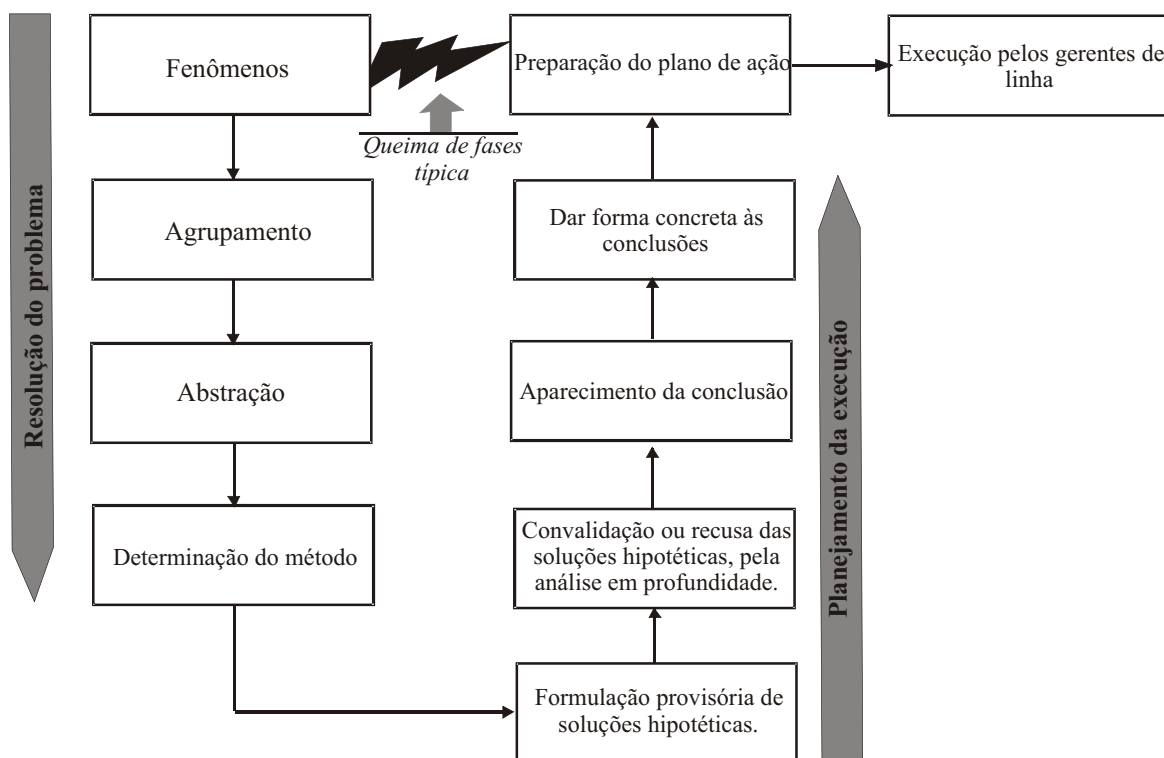 Fenômenos
Preparação do plano de ação
Execução pelos gerentes de
linha
Queima de fases
típica
Resolução do problema
Agrupamento
Dar forma concreta às
conclusões
Abstração
Aparecimento da conclusão
Planejamento da execução
Determinação do método
Convalidação ou recusa das
soluções hipotéticas, pela
análise em profundidade.
Formulação provisória de
soluções hipotéticas.